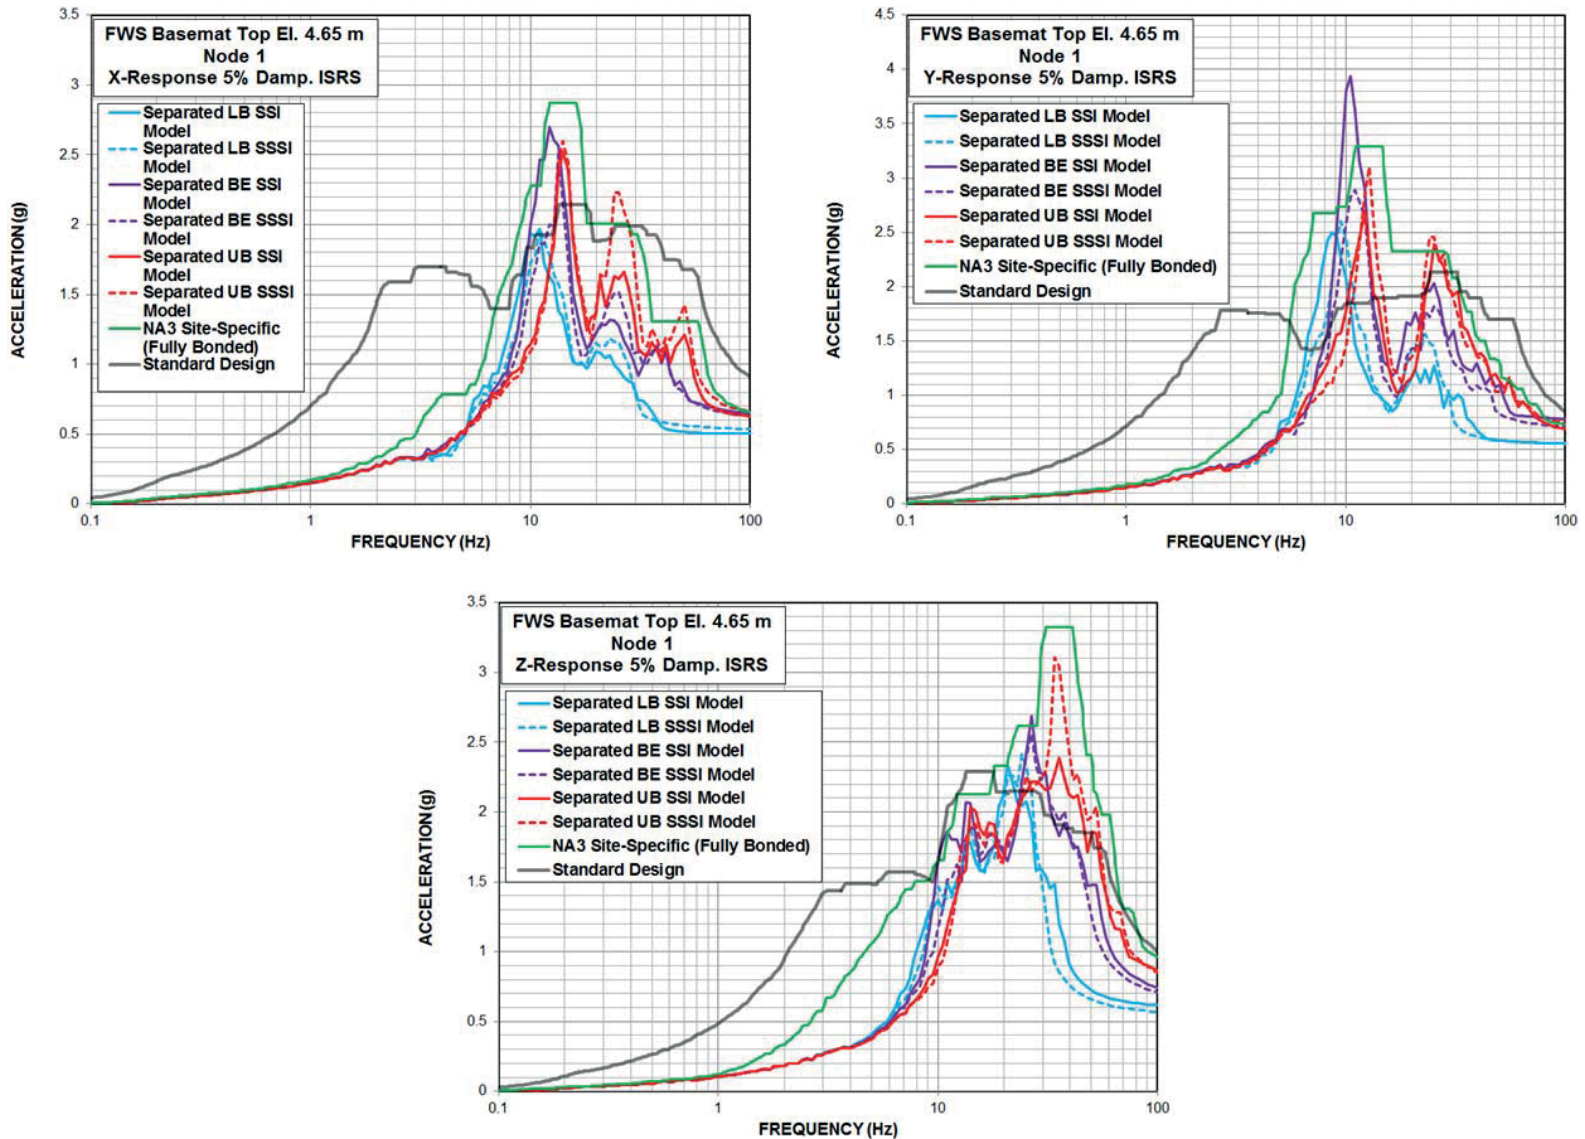 FWS Basemat Top El. 4.65 m
Node 1
X-Response 5% Damp. ISRS
Separated LB SSI
Model
Separated LB SSSI
Model
Separated BE SSI
Model
Separated BE SSSI
Model
Separated UB SSI
Model
Separated UB SSSI
Model
NA3 Site-Specific
(Fully Bonded)
Standard Design
ACCELERATION(g)
3.5
3
2.5
2
1.5
1
0.5
0
0.1
1
10
100
FREQUENCY (Hz)
FWS Basemat Top El. 4.65 m
Node 1
Y-Response 5% Damp. ISRS
Separated LB SSI Model
Separated LB SSSI Model
Separated BE SSI Model
Separated BE SSSI Model
Separated UB SSI Model
Separated UB SSSI Model
NA3 Site-Specific (Fully Bonded)
Standard Design
ACCELERATION(g)
4.5
4
3.5
3
2.5
2
1.5
1
0.5
0
0.1
1
10
100
FREQUENCY (Hz)
FWS Basemat Top El. 4.65 m
Node 1
Z-Response 5% Damp. ISRS
Separated LB SSI Model
Separated LB SSSI Model
Separated BE SSI Model
Separated BE SSSI Model
Separated UB SSI Model
Separated UB SSSI Model
NA3 Site-Specific (Fully Bonded)
Standard Design
ACCELERATION(g)
3.5
3
2.5
2
1.5
1
0.5
0
0.1
1
10
100
FREQUENCY (Hz)